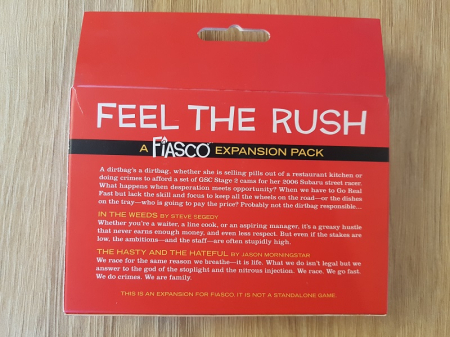 FEEL THE RUSH
A FIASCO EXPANSION PACK
A dirtbag's a dirtbag, whether she is selling pills out of a restaurant kitchen or
doing crimes to afford a set of GSC Stage 2 cams for her 2006 Subaru street racer.
What happens when desperation meets opportunity? When we have to Go Real
Fast but lack the skill and focus to keep all the wheels on the road—or the dishes
on the tray—who is going to pay the price? Probably not the dirtbag responsible...
IN THE WEEDS BY STEVE SEGEDY
Whether you're a waiter, a line cook, or an aspiring manager, it's a greasy hustle
that never earns enough money, and even less respect. But even if the stakes are
low, the ambitions—and the staff—are often stupidly high.
THE HASTY AND THE HATEFUL BY JASON MORNINGSTAR
We race for the same reason we breathe—it is life. What we do isn't legal but we
answer to the god of the stoplight and the nitrous injection. We race. We go fast.
We do crimes. We are family.
THIS IS AN EXPANSION FOR FIASCO. IT IS NOT A STANDALONE GAME.